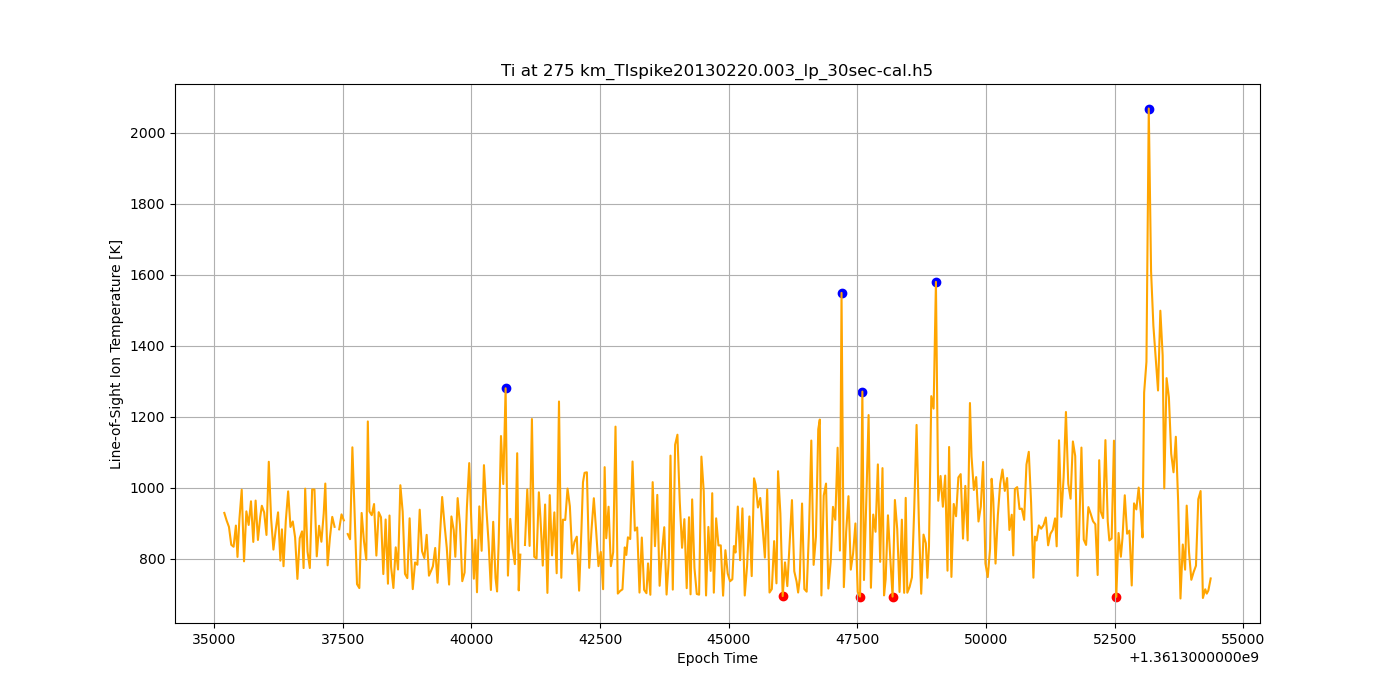 Ti at 275 km_TIspike20130220.003_lp_30sec-cal.h5
Line-of-Sight Ion Temperature [K]
2000
1800
1600
1400
1200
1000
800
35000 37500 40000 42500 45000 47500 50000 52500 55000
Epoch Time
+1.3613000000e9